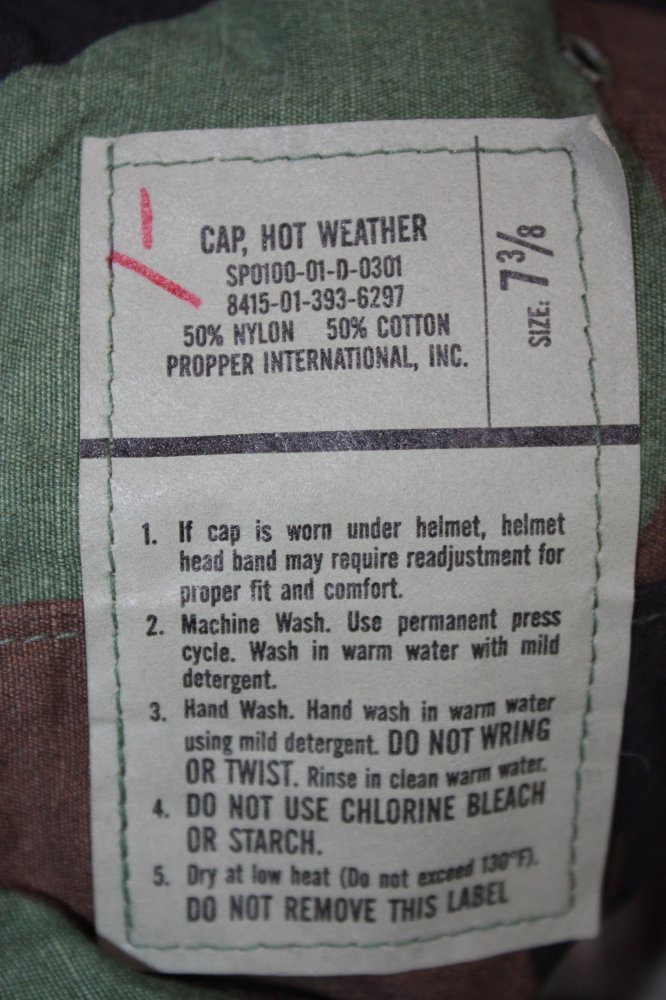 CAP, HOT WEATHER
SPO100-01-D-0301
8415-01-393-6297
50% NYLON 50% COTTON
PROPPER INTERNATIONAL, INC.
SIZE: 7 3/8
1. If cap is worn under helmet, helmet
head band may require readjustment for
proper fit and comfort.
2. Machine Wash. Use permanent press
cycle. Wash in warm water with mild
detergent.
3. Hand Wash. Hand wash in warm water
using mild detergent. DO NOT WRING
OR TWIST. Rinse in clean warm water.
4. DO NOT USE CHLORINE BLEACH
OR STARCH.
5. Dry at low heat (Do not exceed 130°F).
DO NOT REMOVE THIS LABEL